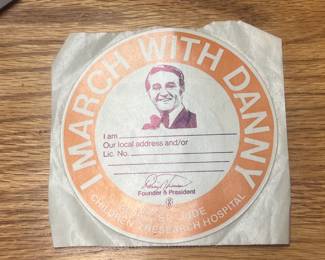 I MARCH WITH DANNY
I am
Our local address and/or
Lic. No.
Founder & President
CHILDREN'S RESEARCH HOSPITAL